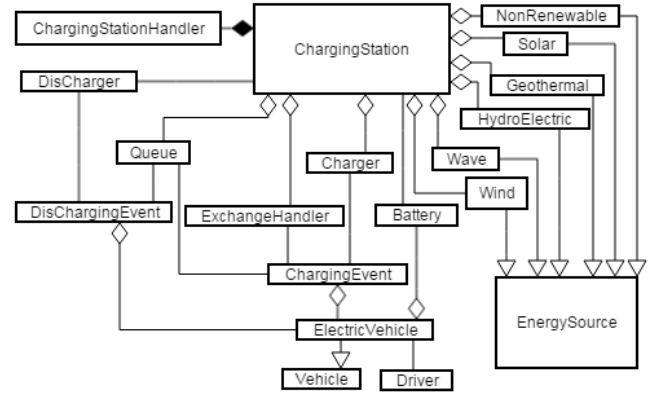 ChargingStationHandler
ChargingStation
NonRenewable
Solar
DisCharger
Geothermal
HydroElectric
Queue
Charger
Wave
Wind
DisChargingEvent
ExchangeHandler
Battery
ChargingEvent
EnergySource
ElectricVehicle
Vehicle
Driver